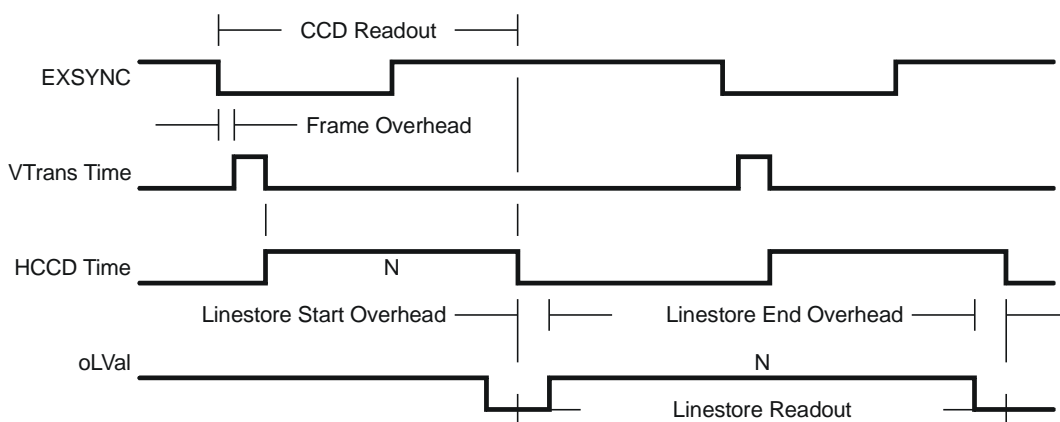 CCD Readout
EXSYNC
Frame Overhead
VTrans Time
HCCD Time
N
Linestore Start Overhead
Linestore End Overhead
oLVal
N
Linestore Readout